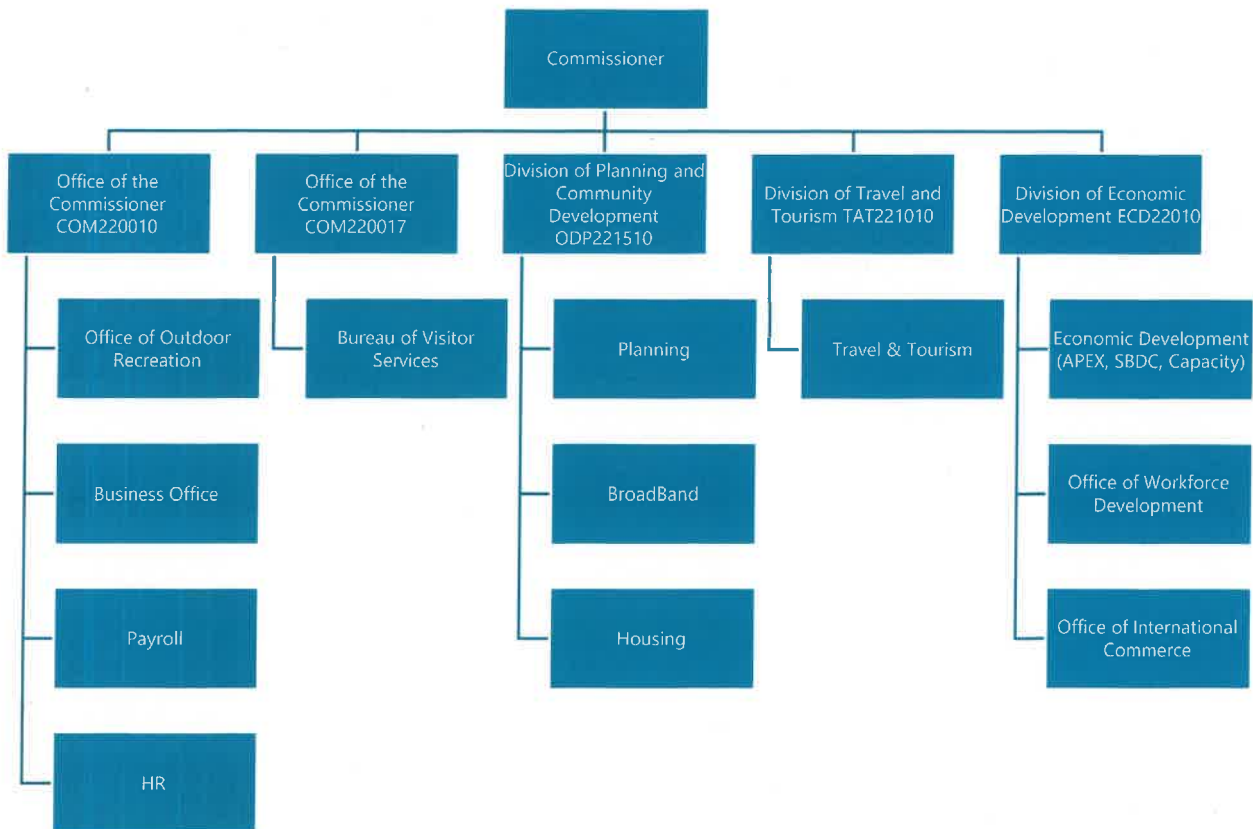 Commissioner
Office of the
Commissioner
COM220010
Office of the
Commissioner
COM220017
Division of Planning and
Community
Development
ODP221510
Division of Travel and
Tourism TAT221010
Division of Economic
Development ECD22010
Office of Outdoor
Recreation
Bureau of Visitor
Services
Planning
Travel & Tourism
Economic Development
(APEX, SBDC, Capacity)
Business Office
BroadBand
Office of Workforce
Development
Payroll
Housing
Office of International
Commerce
HR